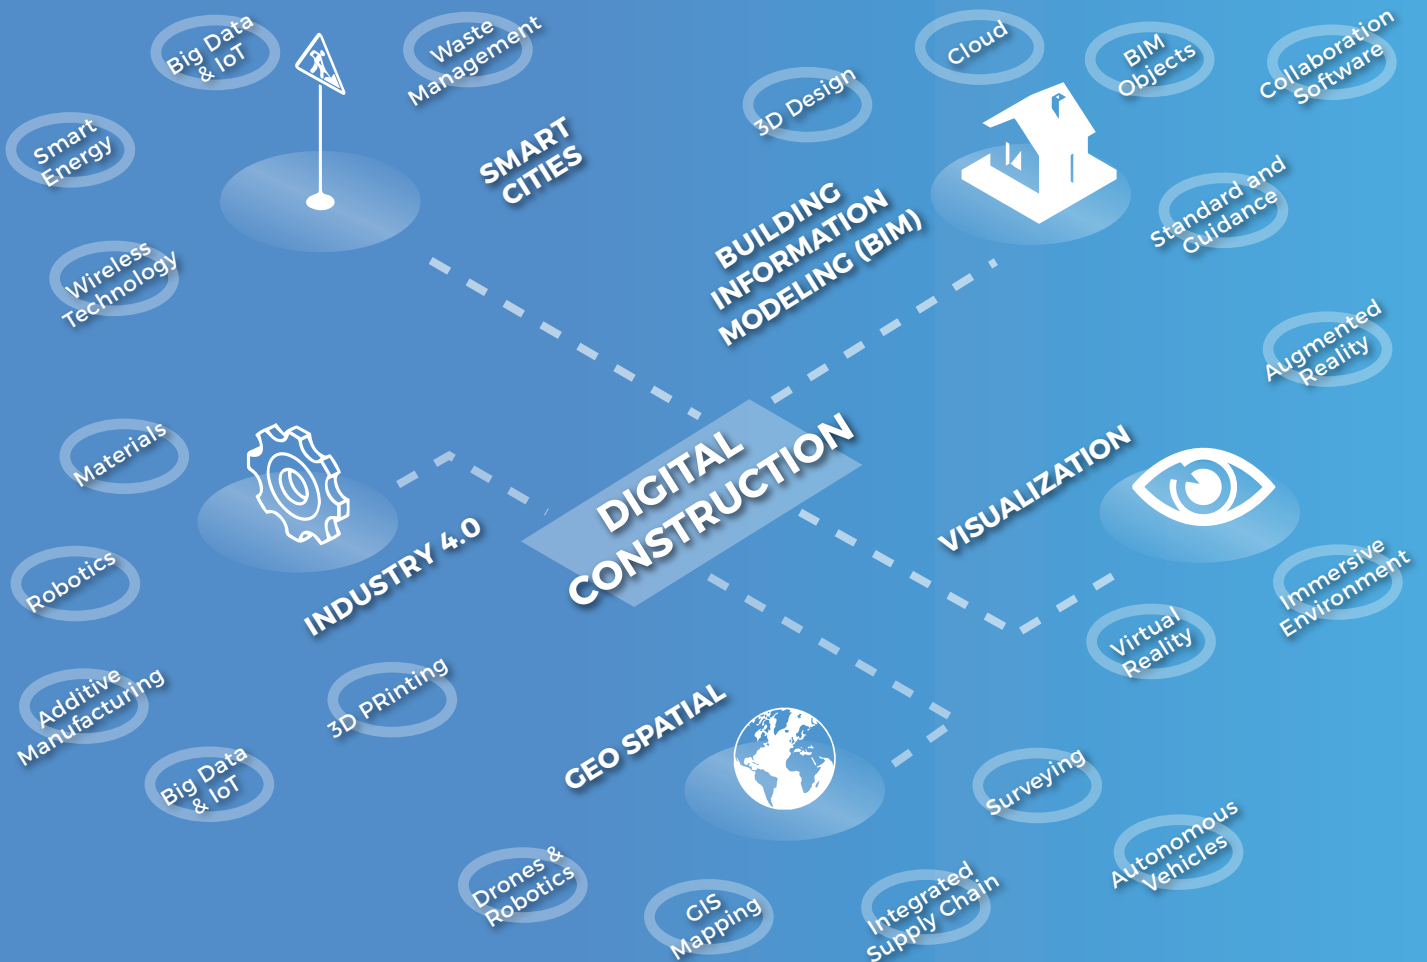 Big Data
& IoT
Waste
Management
Smart
Energy
Wireless
Technology
SMART
CITIES
3D Design
Cloud
BIM
Objects
Collaboration
Software
Standard and
Guidance
BUILDING
INFORMATION
MODELING (BIM)
Augmented
Reality
VISUALIZATION
Immersive
Environment
Virtual
Reality
DIGITAL
CONSTRUCTION
Materials
INDUSTRY 4.0
Robotics
Additive
Manufacturing
3D PRinting
Big Data
& IoT
GEO SPATIAL
Surveying
Autonomous
Vehicles
Drones &
Robotics
GIS
Mapping
Integrated
Supply Chain